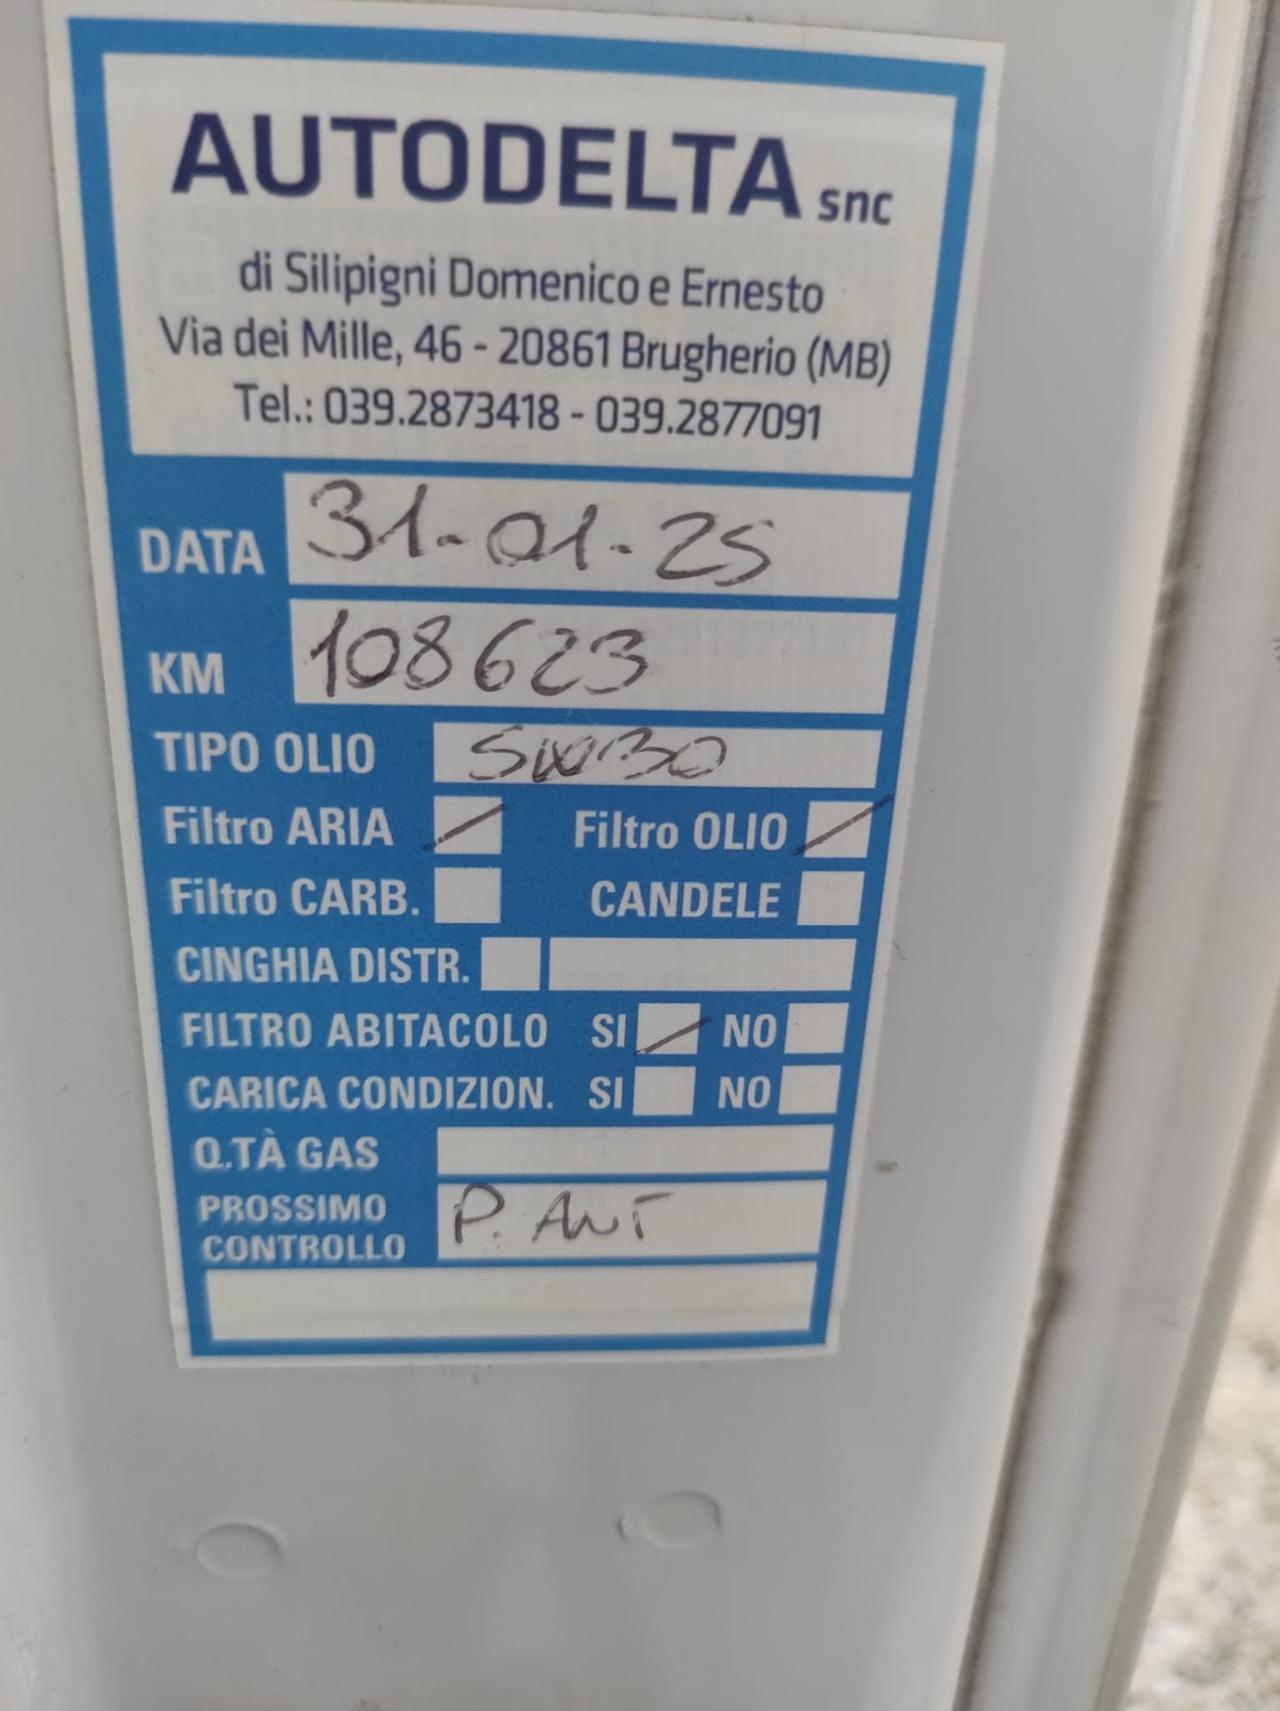 AUTODELTA snc
di Silipigni Domenico e Ernesto
Via dei Mille, 46 - 20861 Brugherio (MB)
Tel.: 039.2873418 - 039.2877091
DATA 31-01-25
KM 108623
TIPO OLIO 5W30
Filtro ARIA Filtro OLIO
Filtro CARB. CANDELE
CINGHIA DISTR.
FILTRO ABITACOLO SI NO
CARICA CONDIZION. SI NO
Q.TÀ GAS
PROSSIMO
CONTROLLO P. ANT